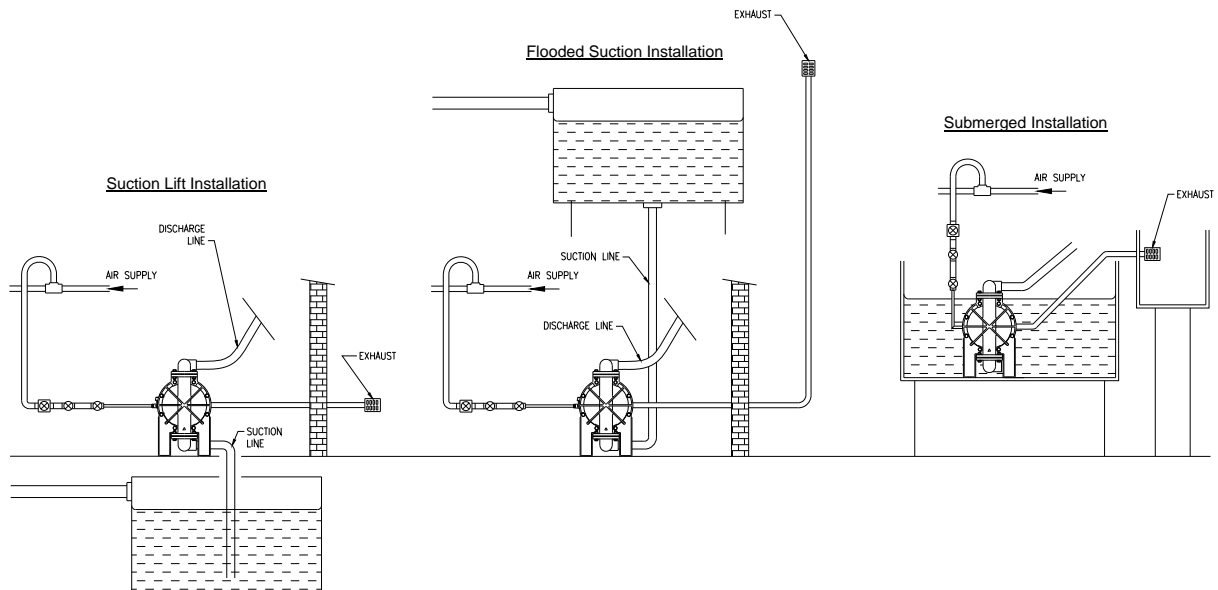 Suction Lift Installation
DISCHARGE
LINE
AIR SUPPLY
EXHAUST
SUCTION
LINE
Flooded Suction Installation
EXHAUST
SUCTION LINE
AIR SUPPLY
DISCHARGE LINE
Submerged Installation
AIR SUPPLY
EXHAUST